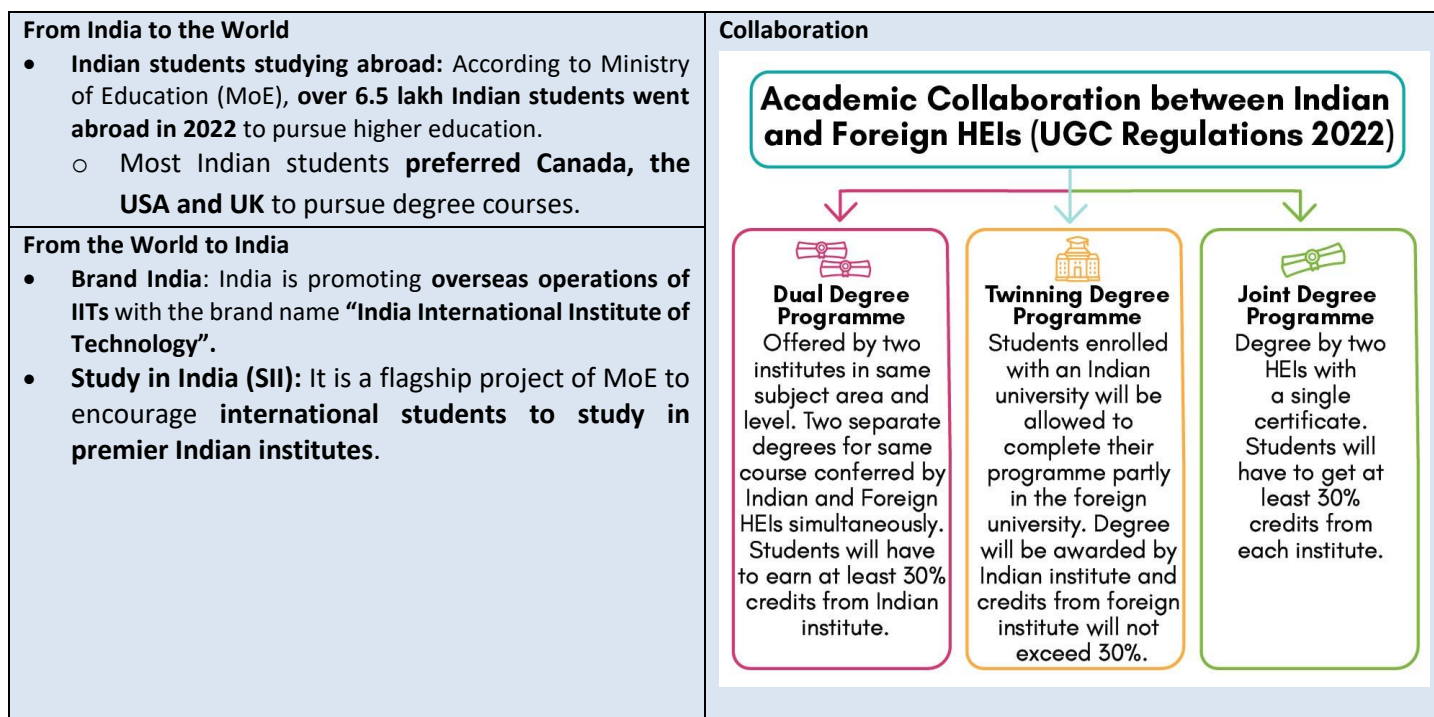 From India to the World
• Indian students studying abroad: According to Ministry
of Education (MoE), over 6.5 lakh Indian students went
abroad in 2022 to pursue higher education.
o Most Indian students preferred Canada, the
USA and UK to pursue degree courses.
From the World to India
• Brand India: India is promoting overseas operations of
IITs with the brand name “India International Institute of
Technology”.
• Study in India (SII): It is a flagship project of MoE to
encourage international students to study in
premier Indian institutes.
Collaboration
Academic Collaboration between Indian
and Foreign HEIs (UGC Regulations 2022)
Dual Degree
Programme
Offered by two
institutes in same
subject area and
level. Two separate
degrees for same
course conferred by
Indian and Foreign
HEIs simultaneously.
Students will have
to earn at least 30%
credits from Indian
institute.
Twinning Degree
Programme
Students enrolled
with an Indian
university will be
allowed to
complete their
programme partly
in the foreign
university. Degree
will be awarded by
Indian institute and
credits from foreign
institute will not
exceed 30%.
Joint Degree
Programme
Degree by two
HEIs with
a single
certificate.
Students will
have to get at
least 30%
credits from
each institute.